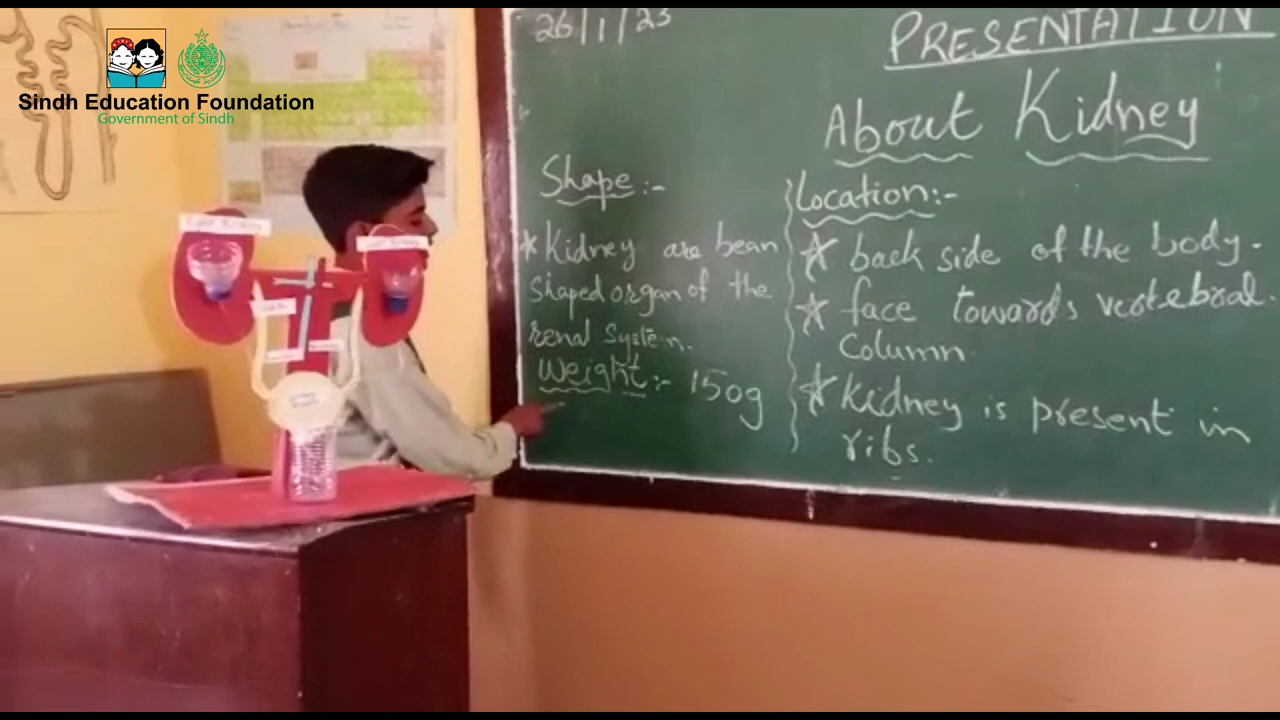 Sindh Education Foundation
Government of Sindh
26/1/23
PRESENTATION
About Kidney
Shape:-
* Kidney are bean
shaped organ of the
renal system.
Weight:- 150g
Location:-
* back side of the body.
* face towards vertebral
Column
* Kidney is present in
ribs.